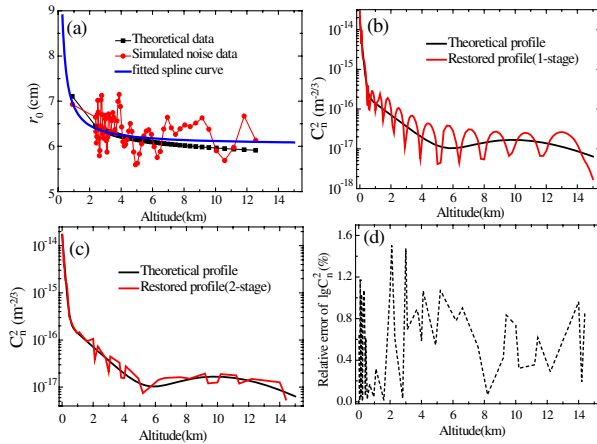 (a)
Theoretical data
Simulated noise data
fitted spline curve
r0 (cm)
9
8
7
6
5
0 2 4 6 8 10 12 14
Altitude(km)
(b)
Theoretical profile
Restored profile(1-stage)
C_n^2 (m^-2/3)
10^-14
10^-15
10^-16
10^-17
10^-18
0 2 4 6 8 10 12 14
Altitude(km)
(c)
Theoretical profile
Restored profile(2-stage)
C_n^2 (m^-2/3)
10^-14
10^-15
10^-16
10^-17
0 2 4 6 8 10 12 14
Altitude(km)
(d)
Relative error of lgC_n^2(%)
1.6
1.2
0.8
0.4
0.0
0 2 4 6 8 10 12 14
Altitude(km)